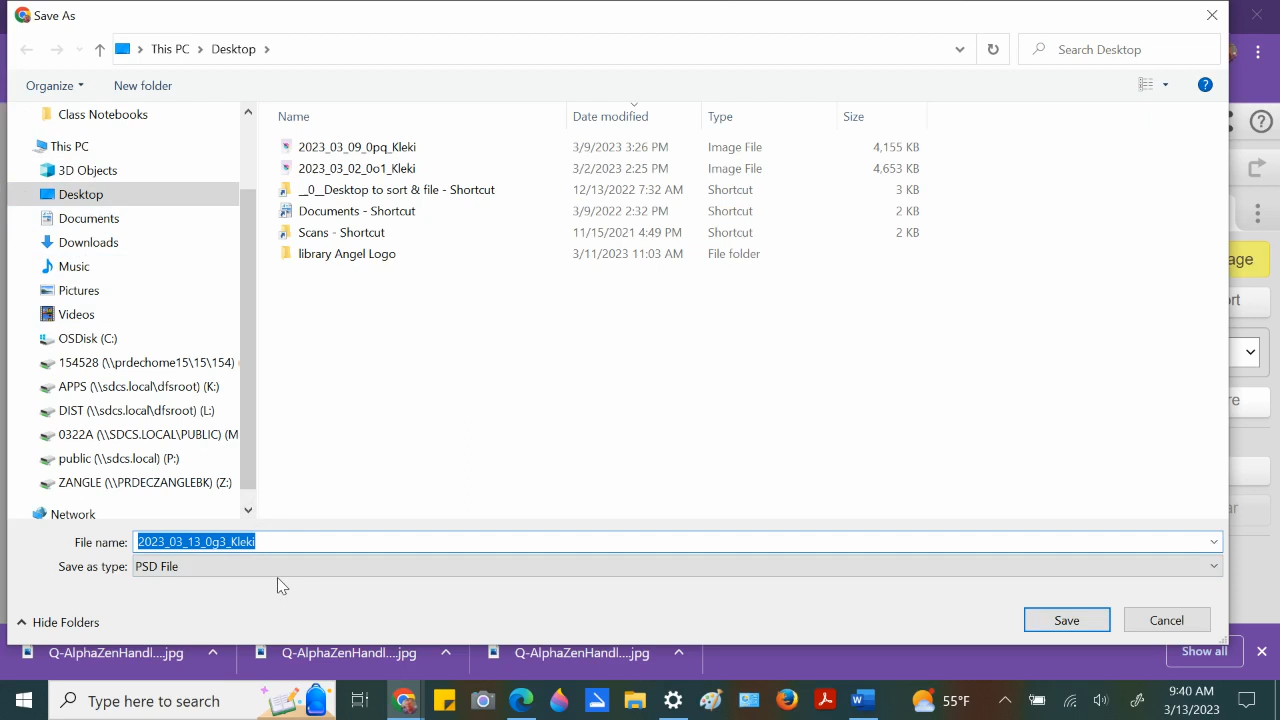 Save As
This PC
Desktop
Search Desktop
Organize
New folder
Class Notebooks
This PC
3D Objects
Desktop
Documents
Downloads
Music
Pictures
Videos
OSDisk (C:)
154528 (\\prdechome15\15\154) (
APPS (\\sdcs.local\dfsroot) (K:)
DIST (\\sdcs.local\dfsroot) (L:)
0322A (\\SDCS.LOCAL\PUBLIC) (M
public (\\sdcs.local) (P:)
ZANGLE (\\PRDECZANGLEBK) (Z:)
Network
Name Date modified Type Size
2023_03_09_0pq_Kleki 3/9/2023 3:26 PM Image File 4,155 KB
2023_03_02_0o1_Kleki 3/2/2023 2:25 PM Image File 4,653 KB
__0__Desktop to sort & file - Shortcut 12/13/2022 7:32 AM Shortcut 3 KB
Documents - Shortcut 3/9/2022 2:32 PM Shortcut 2 KB
Scans - Shortcut 11/15/2021 4:49 PM Shortcut 2 KB
library Angel Logo 3/11/2023 11:03 AM File folder
age
rt
re
ar
File name: 2023_03_13_0g3_Kleki
Save as type: PSD File
Hide Folders
Save
Cancel
Q-AlphaZenHandl....jpg
Q-AlphaZenHandl....jpg
Q-AlphaZenHandl....jpg
Show all
Type here to search
55°F
9:40 AM
3/13/2023